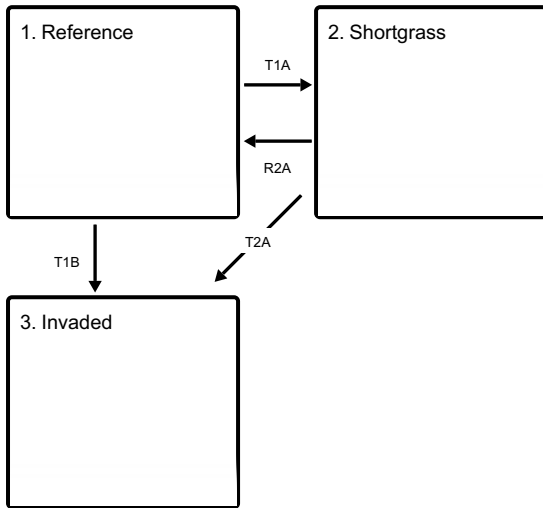 1. Reference
2. Shortgrass
T1A
R2A
T1B
T2A
3. Invaded